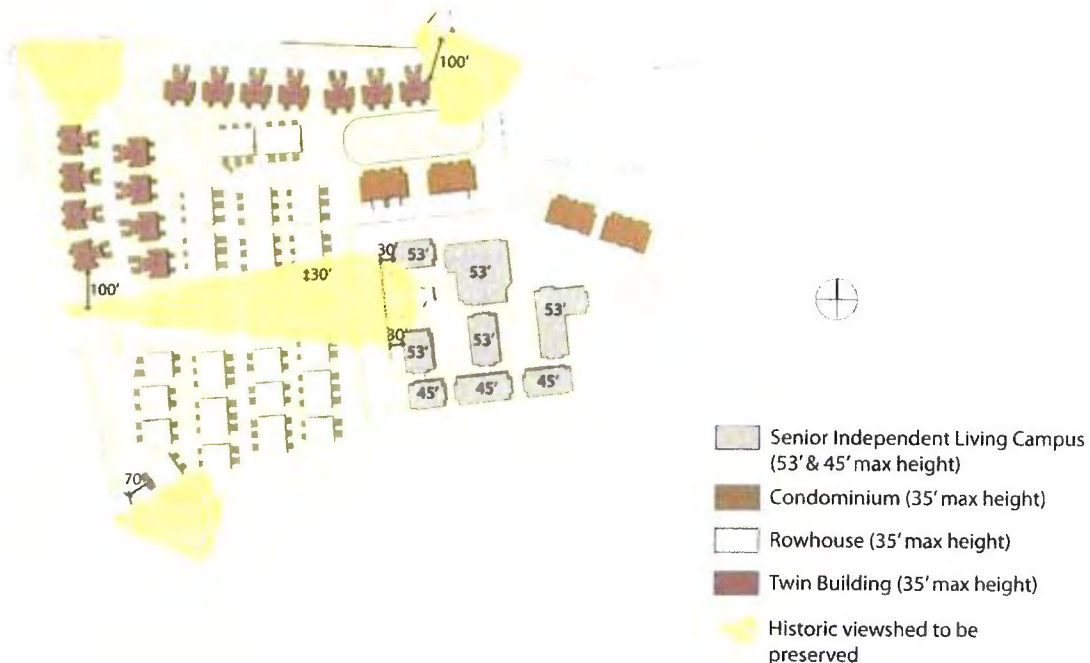 100'
100'
30'
53'
53'
‡30'
53'
30'
53'
53'
45'
45'
45'
70'
Senior Independent Living Campus
(53' & 45' max height)
Condominium (35' max height)
Rowhouse (35' max height)
Twin Building (35' max height)
Historic viewshed to be
preserved